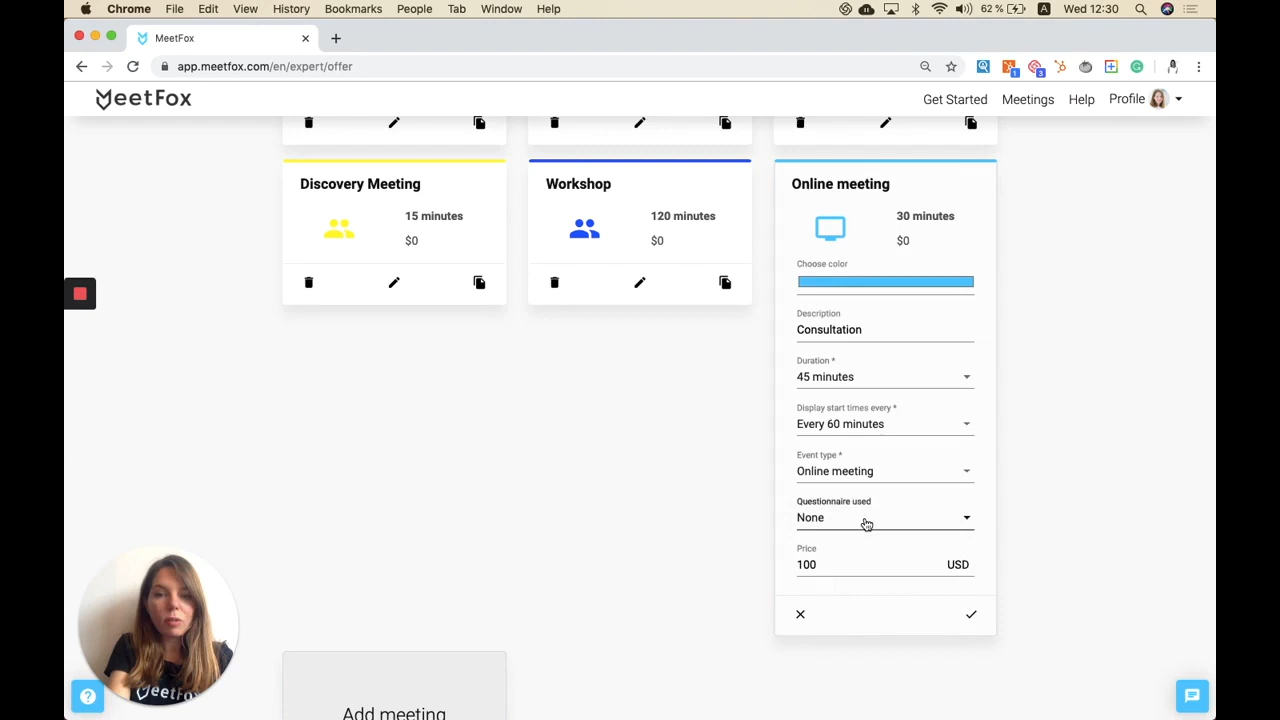 Chrome File Edit View History Bookmarks People Tab Window Help 62 % A Wed 12:30
MeetFox
app.meetfox.com/en/expert/offer
1
3
MeetFox
Get Started Meetings Help Profile
Discovery Meeting
15 minutes
$0
Workshop
120 minutes
$0
Online meeting
30 minutes
$0
Choose color
Description
Consultation
Duration *
45 minutes
Display start times every *
Every 60 minutes
Event type *
Online meeting
Questionnaire used
None
Price
100 USD
Add meeting
MeetFox
?